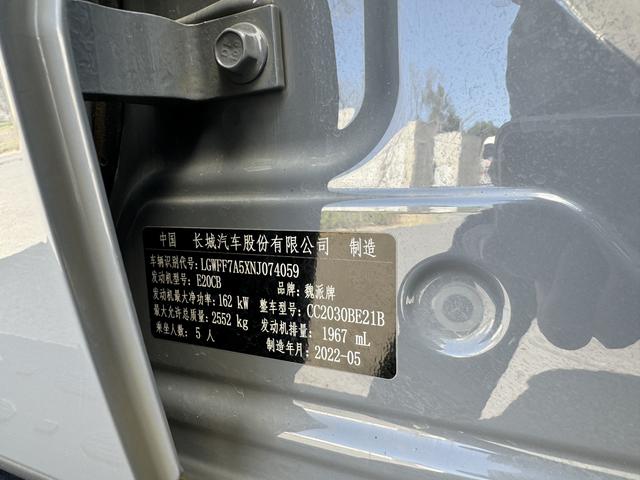 中国 长城汽车股份有限公司 制造
车辆识别代号: LGWFF7A5XNJ074059
发动机型号: E20CB 品牌: 魏派牌
发动机最大净功率: 162 kW 整车型号: CC2030BE21B
最大允许总质量: 2552 kg 发动机排量: 1967 mL
乘坐人数: 5 人 制造年月: 2022-05